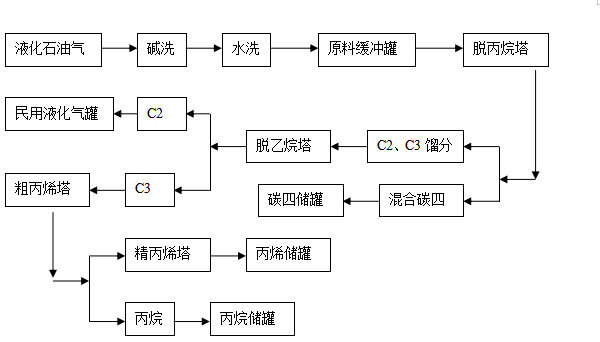 液化石油气
碱洗
水洗
原料缓冲罐
脱丙烷塔
民用液化气罐
C2
脱乙烷塔
C2、C3 馏分
粗丙烯塔
C3
碳四储罐
混合碳四
精丙烯塔
丙烯储罐
丙烷
丙烷储罐